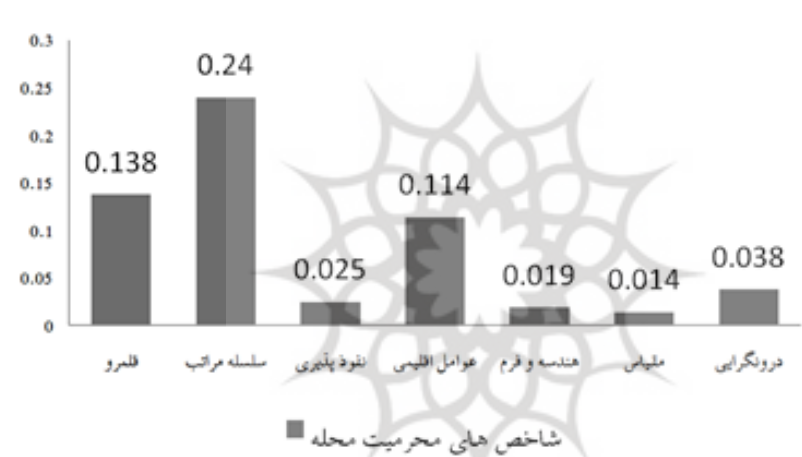 0.3
0.25
0.2
0.15
0.1
0.05
0
0.138
0.24
0.025
0.114
0.019
0.014
0.038
قلمرو
سلسله مراتب
نفوذ پذیری
عوامل اقلیمی
هندسه و فرم
مقیاس
درونگرایی
شاخص های محرمیت محله